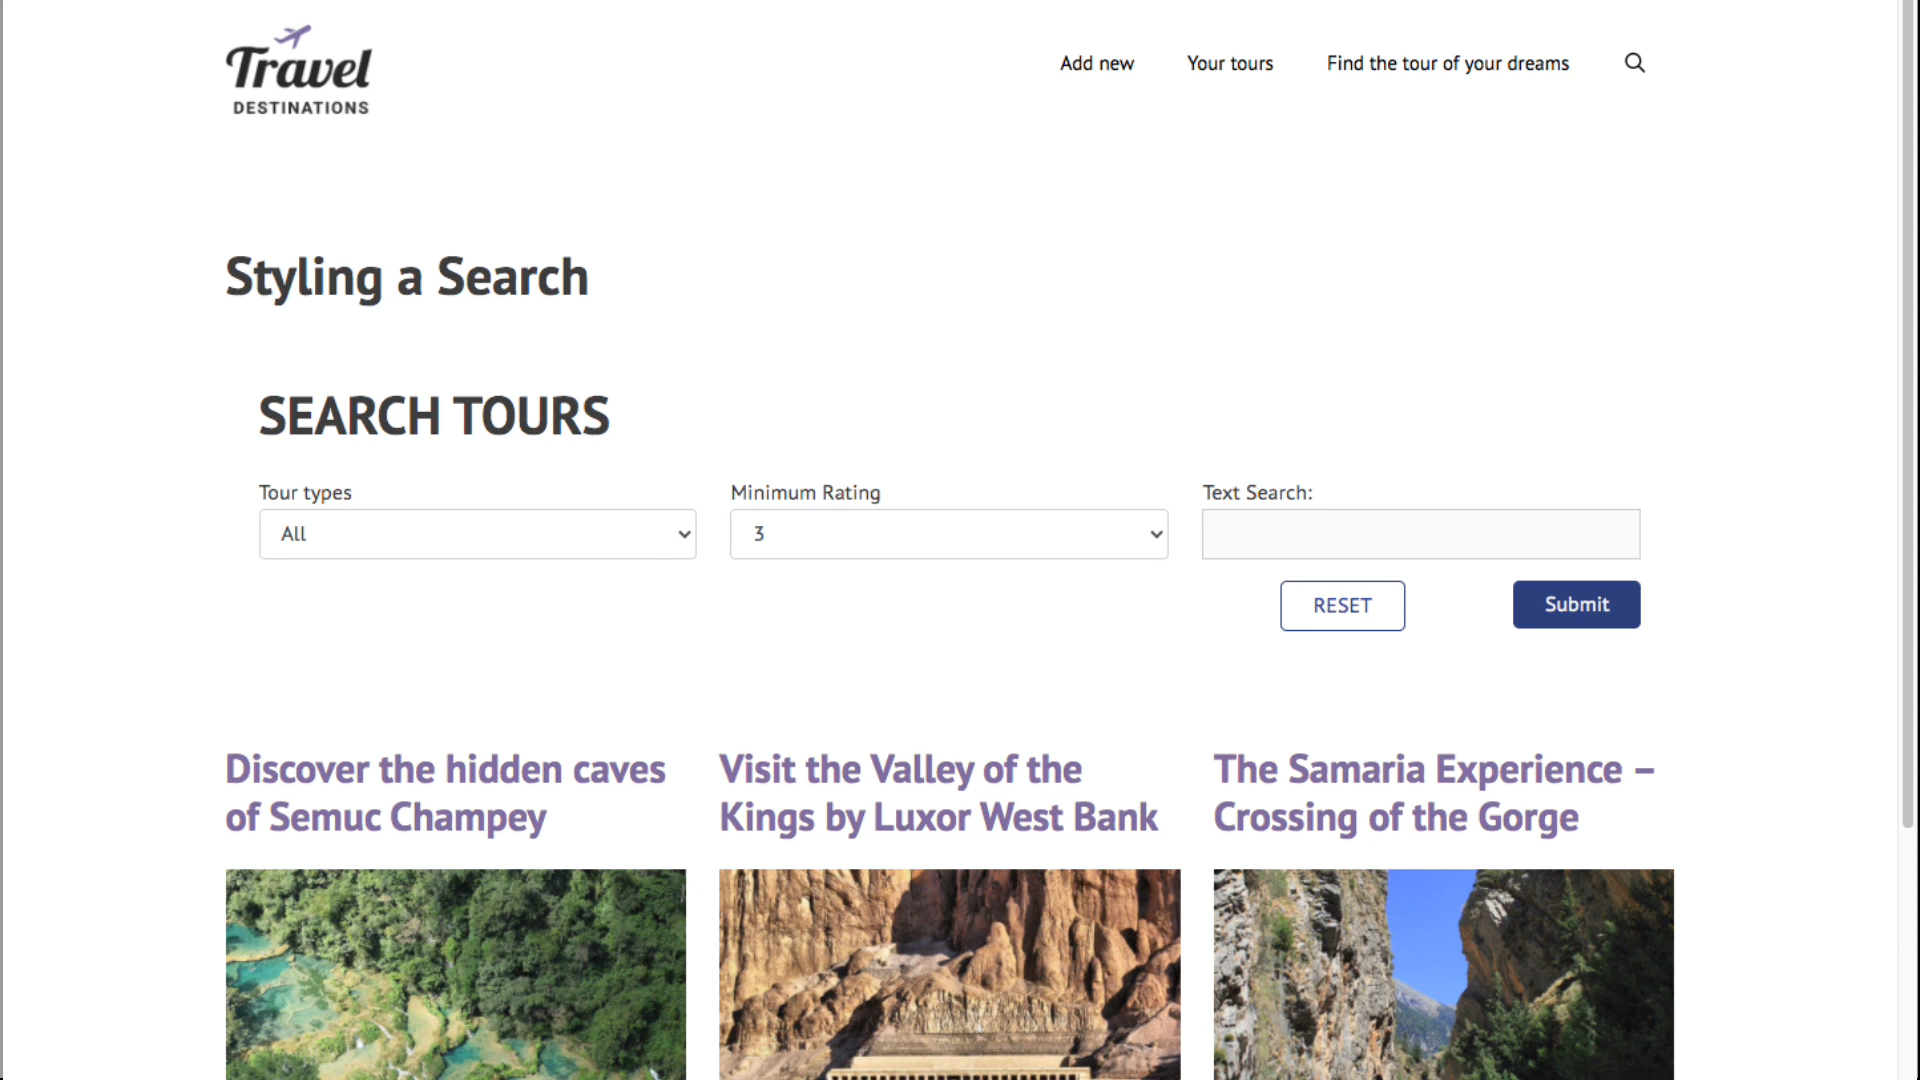 Travel
DESTINATIONS
Add new
Your tours
Find the tour of your dreams
Styling a Search
SEARCH TOURS
Tour types
Minimum Rating
Text Search:
All
3
RESET
Submit
Discover the hidden caves
of Semuc Champey
Visit the Valley of the
Kings by Luxor West Bank
The Samaria Experience –
Crossing of the Gorge